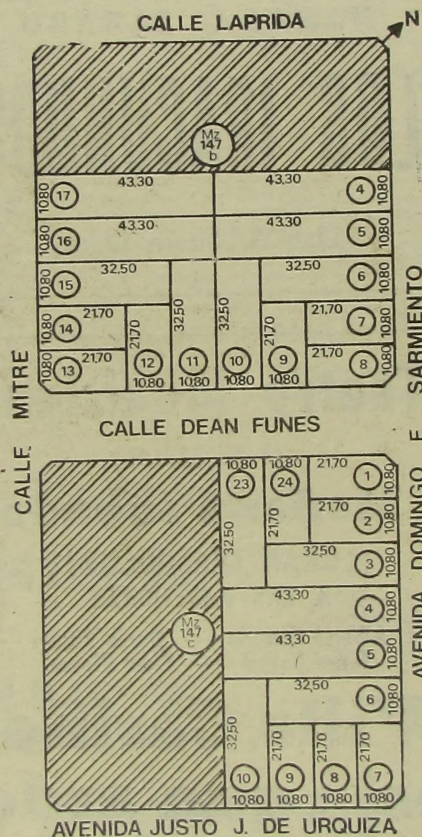 CALLE LAPRIDA
N
Mz
147
b
43,30 43,30
10,80 17 4 10,80
43,30 43,30
10,80 16 5 10,80
32,50 32,50
10,80 15 6 10,80
32,50 32,50
21,70 21,70
10,80 14 7 10,80
21,70 21,70
21,70 21,70
10,80 13 12 11 10 9 8 10,80
10,80 10,80 10,80 10,80
CALLE MITRE
AVENIDA DOMINGO F SARMIENTO
CALLE DEAN FUNES
10,80 10,80 21,70
23 24 1 10,80
21,70
32,50 21,70 2 10,80
32,50
3 10,80
43,30
Mz
147
c
4 10,80
43,30
5 10,80
32,50
6 10,80
32,50 21,70 21,70 21,70
10 9 8 7
10,80 10,80 10,80 10,80
AVENIDA JUSTO J. DE URQUIZA